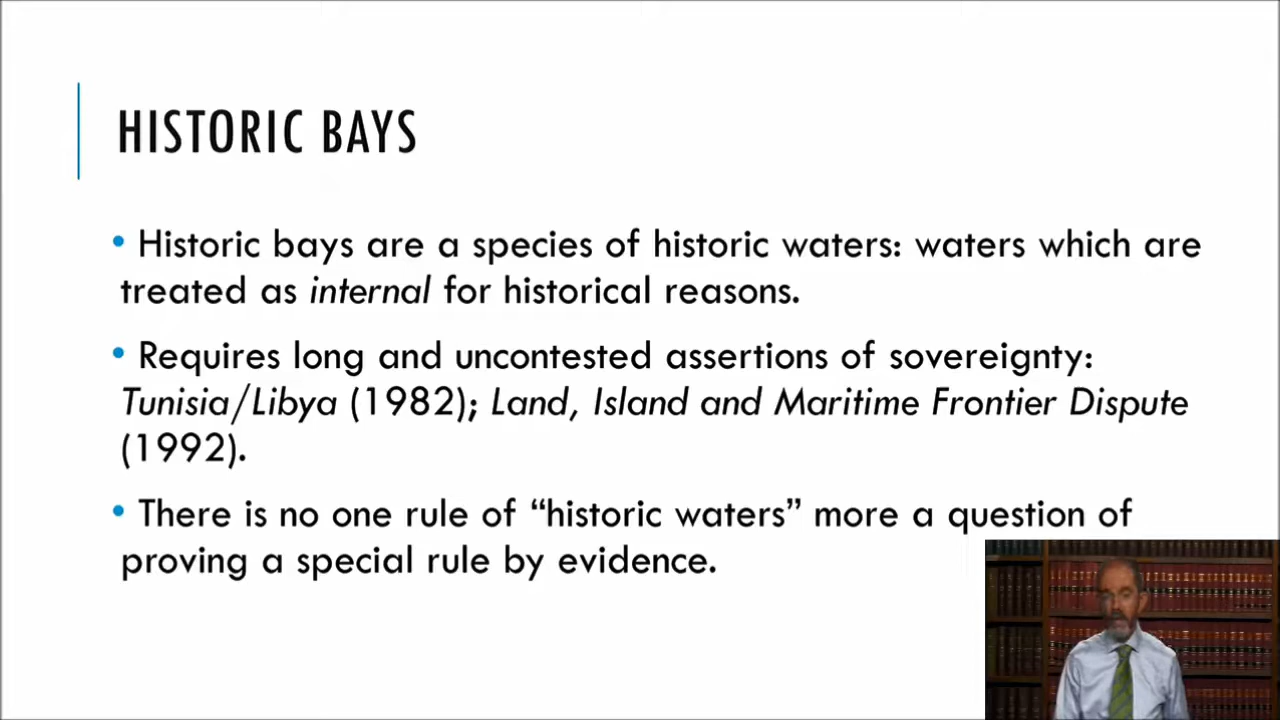 HISTORIC BAYS
• Historic bays are a species of historic waters: waters which are
treated as internal for historical reasons.
• Requires long and uncontested assertions of sovereignty:
Tunisia/Libya (1982); Land, Island and Maritime Frontier Dispute
(1992).
• There is no one rule of “historic waters” more a question of
proving a special rule by evidence.